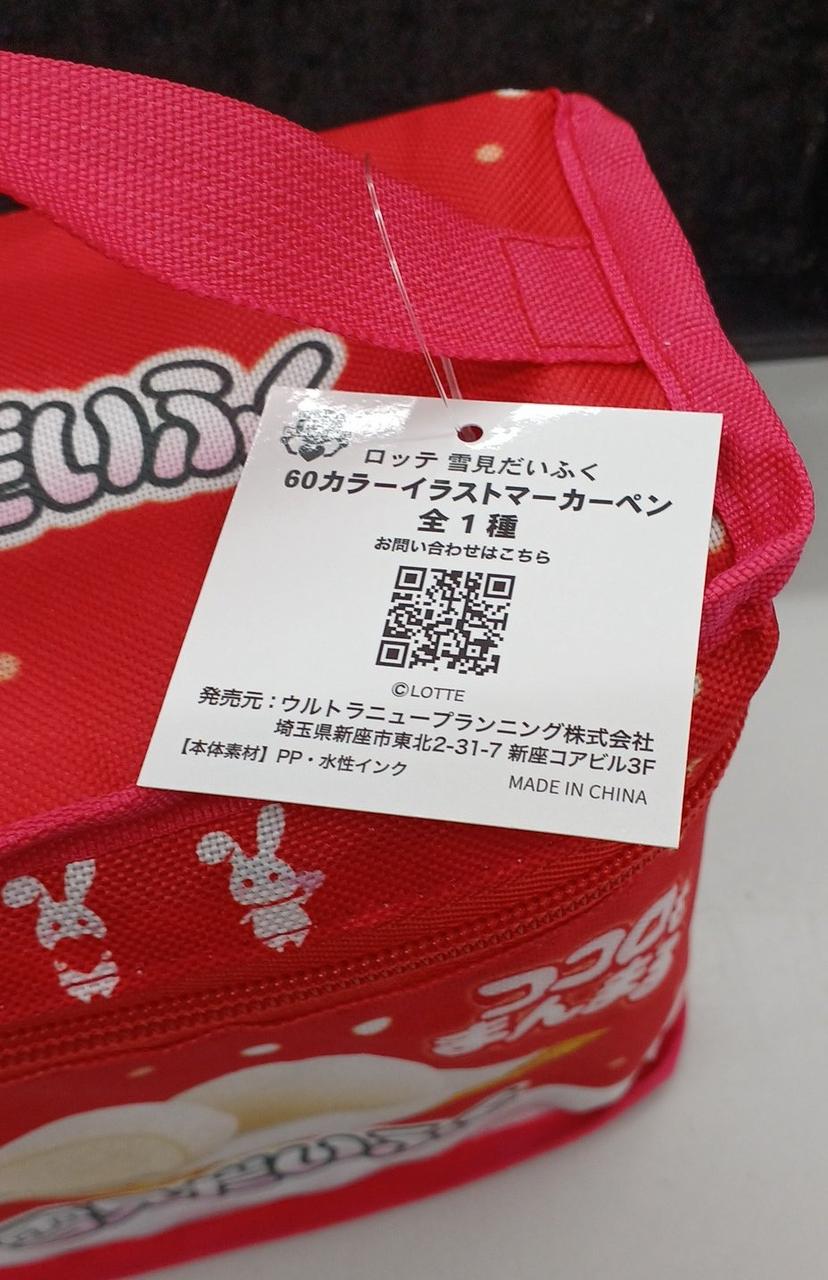 だいふく
ロッテ 雪見だいふく
60カラーイラストマーカーペン
全1種
お問い合わせはこちら
©LOTTE
発売元：ウルトラニュープランニング株式会社
埼玉県新座市東北2-31-7 新座コアビル3F
【本体素材】PP・水性インク
MADE IN CHINA
ココロも
まんまる
だいふく